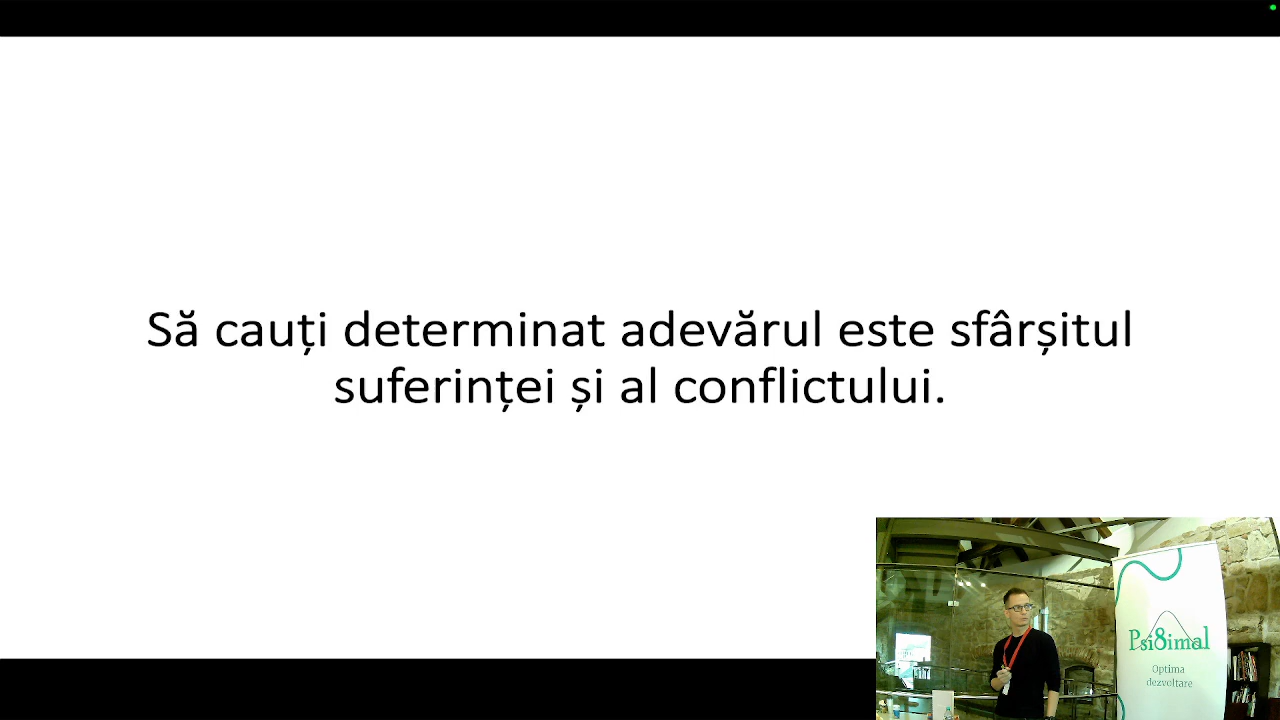 Să cauți determinat adevărul este sfârșitul
suferinței și al conflictului.
Psi8imal
Optima
dezvoltare